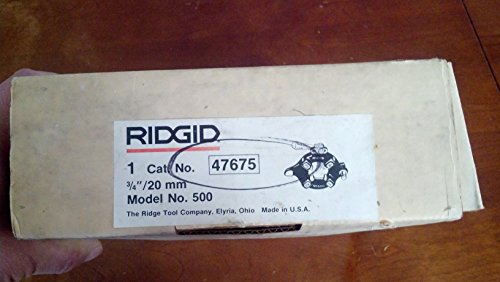 RIDGID
1 Cat. No. 47675
3/4"/20 mm
Model No. 500
The Ridge Tool Company, Elyria, Ohio Made in U.S.A.